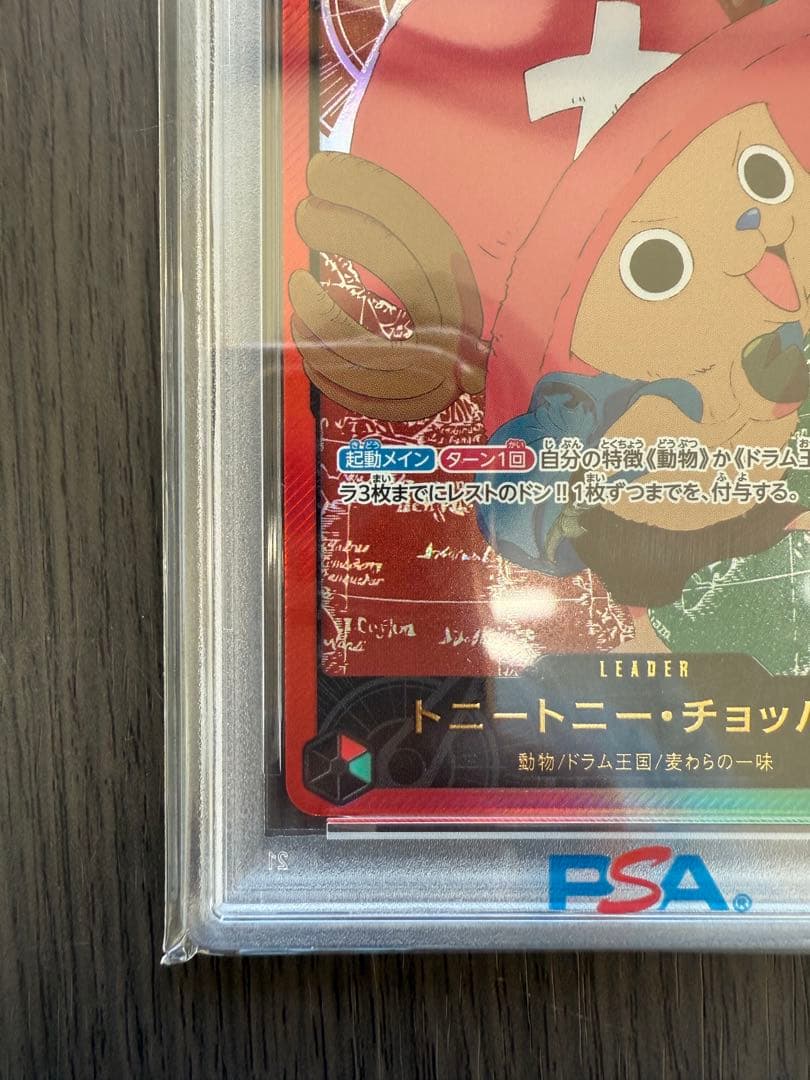 起動メイン ターン1回 自分の特徴《動物》か《ドラム王
ラ3枚までにレストのドン!!1枚ずつまでを、付与する。
LEADER
トニートニー・チョッパ
動物/ドラム王国/麦わらの一味
PSA®
21